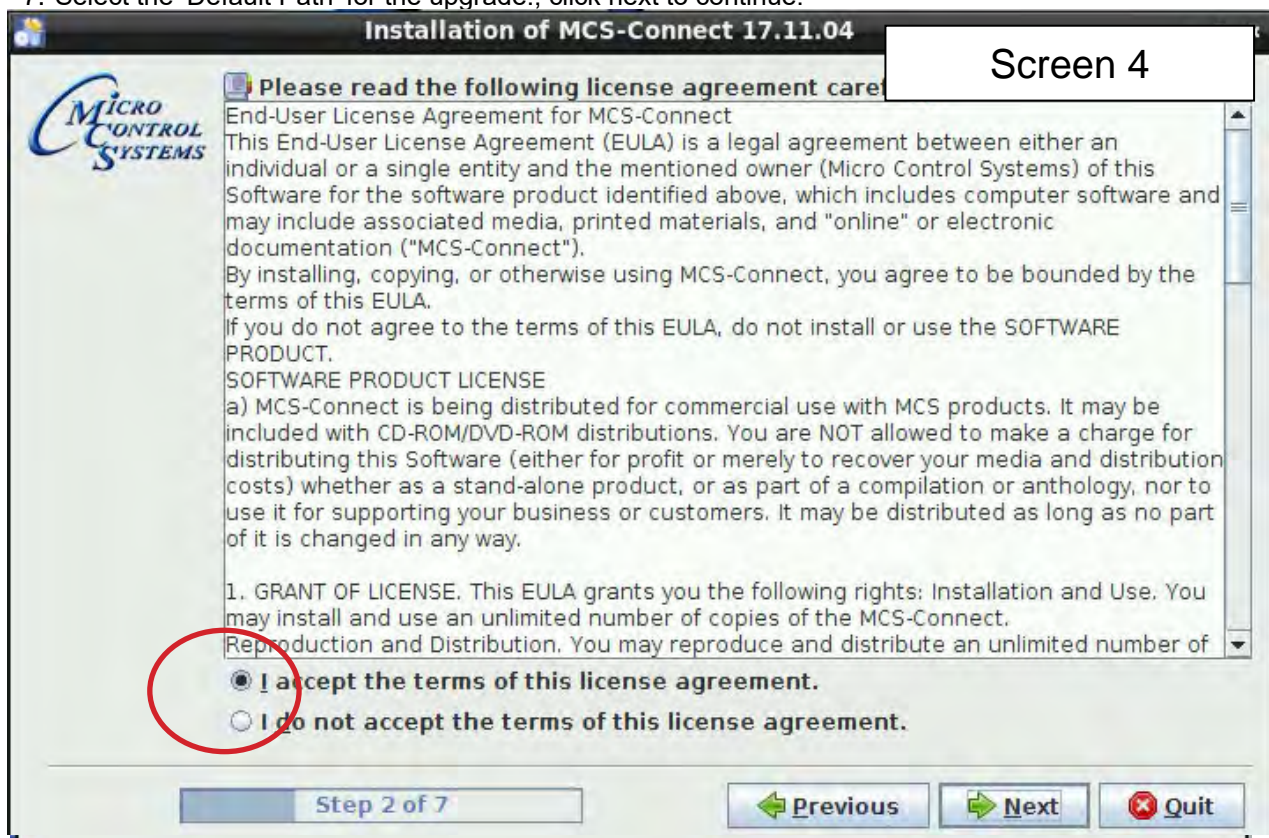 7. Select the 'Default Path' for the upgrade., click next to continue.
Installation of MCS-Connect 17.11.04
Screen 4
MICRO
CONTROL
SYSTEMS
Please read the following license agreement
End-User License Agreement for MCS-Connect
This End-User License Agreement (EULA) is a legal agreement between either an
individual or a single entity and the mentioned owner (Micro Control Systems) of this
Software for the software product identified above, which includes computer software and
may include associated media, printed materials, and "online" or electronic
documentation ("MCS-Connect").
By installing, copying, or otherwise using MCS-Connect, you agree to be bounded by the
terms of this EULA.
If you do not agree to the terms of this EULA, do not install or use the SOFTWARE
PRODUCT.
SOFTWARE PRODUCT LICENSE
a) MCS-Connect is being distributed for commercial use with MCS products. It may be
included with CD-ROM/DVD-ROM distributions. You are NOT allowed to make a charge for
distributing this Software (either for profit or merely to recover your media and distribution
costs) whether as a stand-alone product, or as part of a compilation or anthology, nor to
use it for supporting your business or customers. It may be distributed as long as no part
of it is changed in any way.
1. GRANT OF LICENSE. This EULA grants you the following rights: Installation and Use. You
may install and use an unlimited number of copies of the MCS-Connect.
Reproduction and Distribution. You may reproduce and distribute an unlimited number of
I accept the terms of this license agreement.
I do not accept the terms of this license agreement.
Step 2 of 7
Previous
Next
Quit